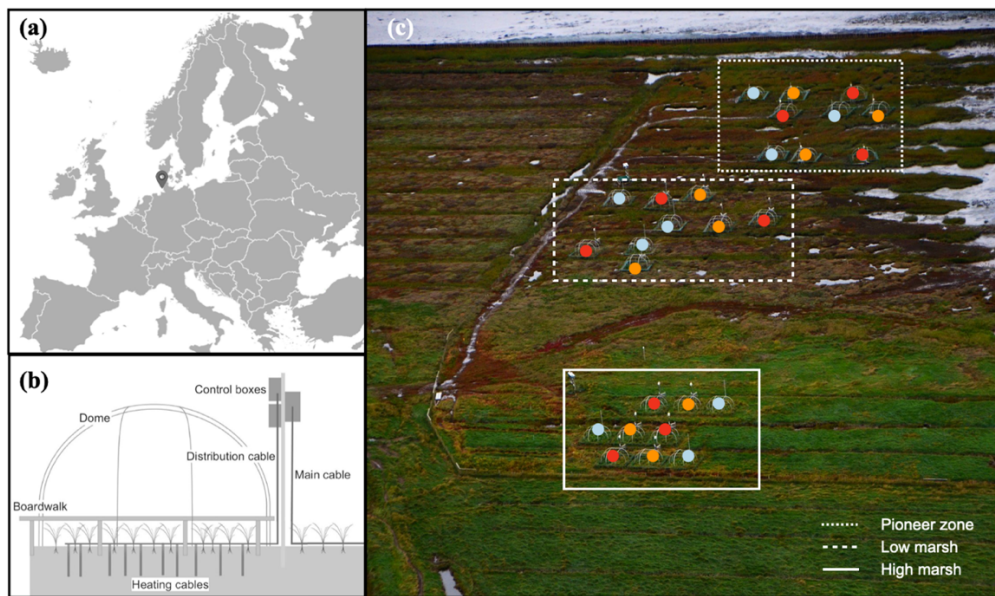 (a)
(b)
Control boxes
Dome
Distribution cable
Main cable
Boardwalk
Heating cables
(c)
Pioneer zone
Low marsh
High marsh